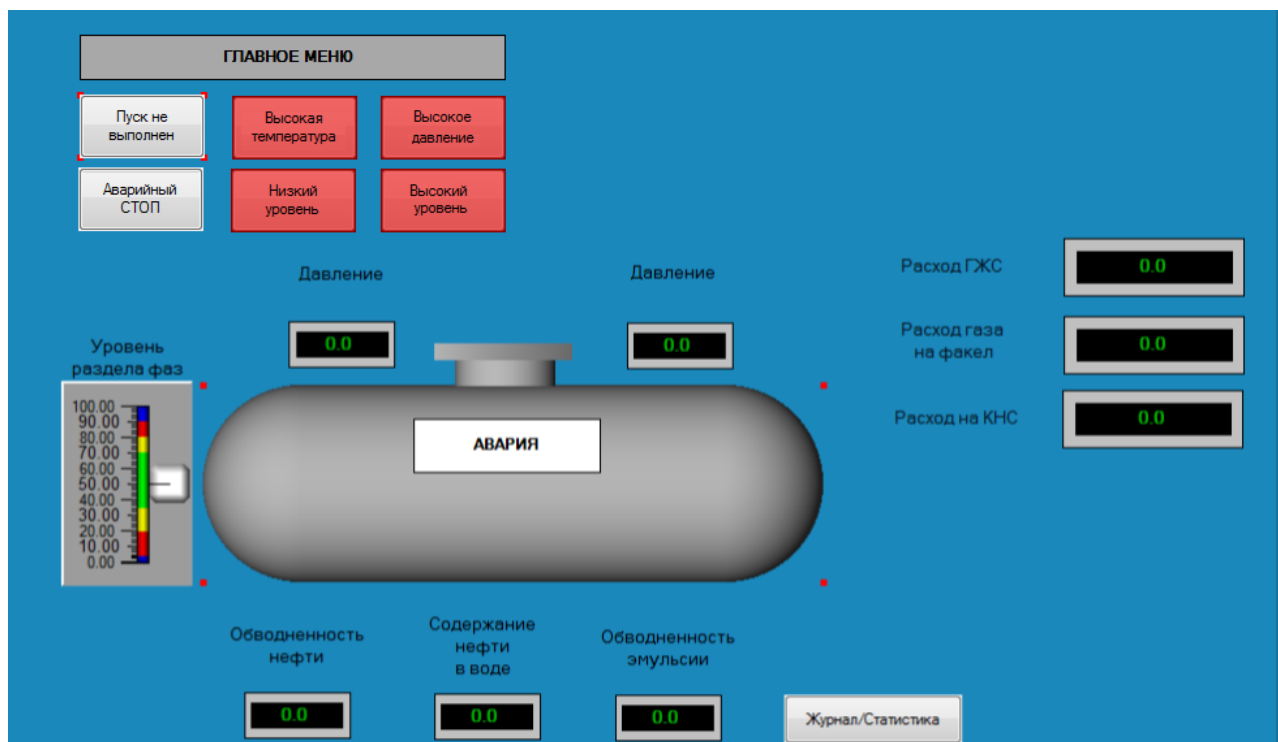 ГЛАВНОЕ МЕНЮ
Пуск не
выполнен
Высокая
температура
Высокое
давление
Аварийный
СТОП
Низкий
уровень
Высокий
уровень
Давление
Давление
Расход ГЖС
0.0
0.0
0.0
Расход газа
на факел
0.0
Уровень
раздела фаз
Расход на КНС
0.0
100.00
90.00
80.00
70.00
60.00
50.00
40.00
30.00
20.00
10.00
0.00
АВАРИЯ
Обводненность
нефти
Содержание
нефти
в воде
Обводненность
эмульсии
0.0
0.0
0.0
Журнал/Статистика